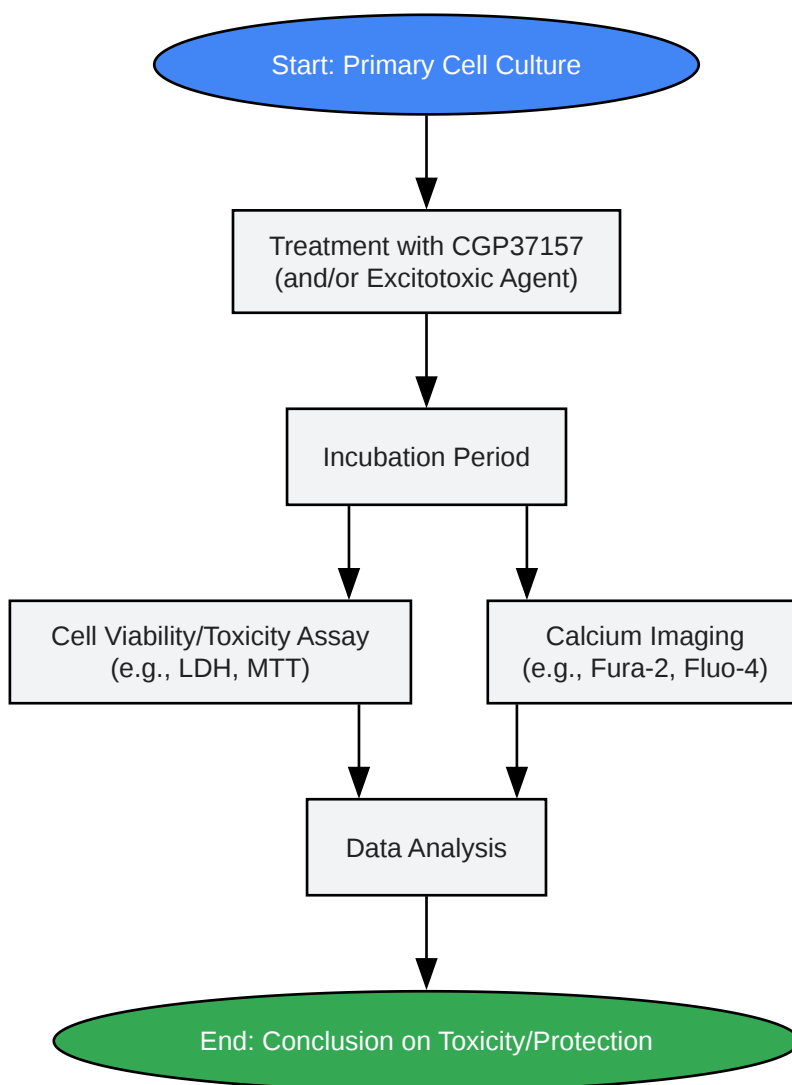 Start: Primary Cell Culture
Treatment with CGP37157
(and/or Excitotoxic Agent)
Incubation Period
Cell Viability/Toxicity Assay
(e.g., LDH, MTT)
Calcium Imaging
(e.g., Fura-2, Fluo-4)
Data Analysis
End: Conclusion on Toxicity/Protection